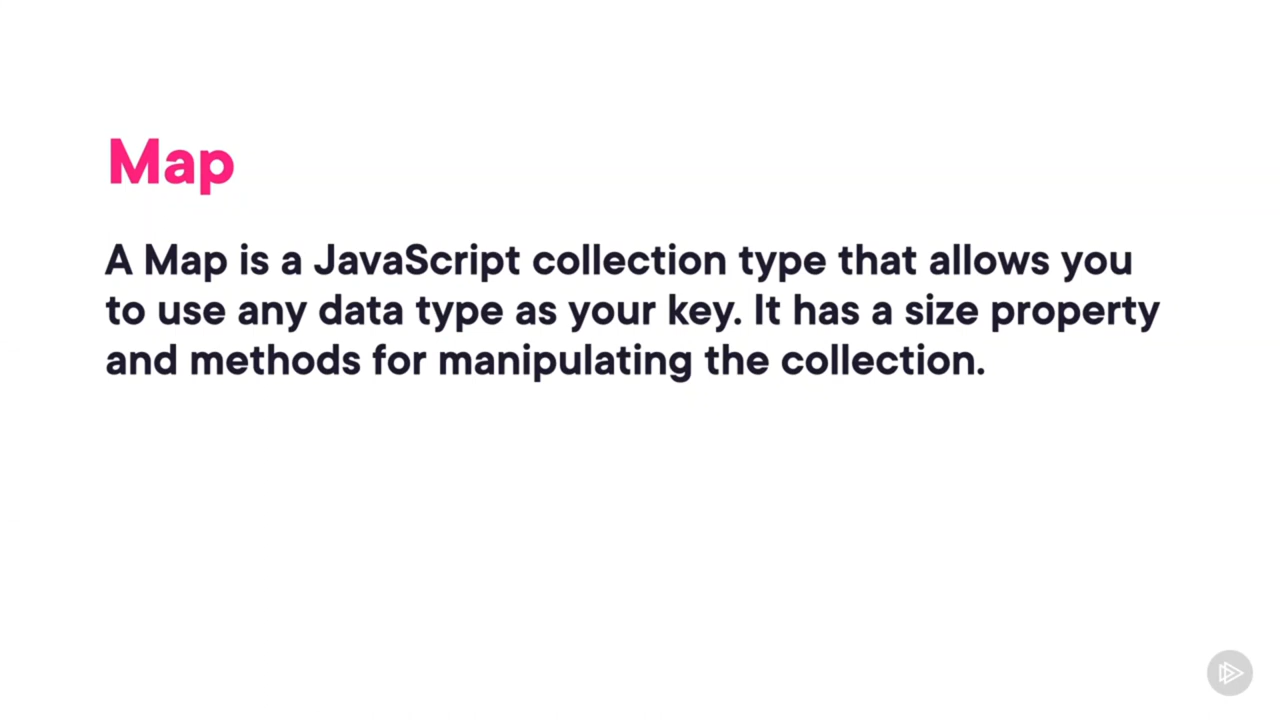 Map
A Map is a JavaScript collection type that allows you
to use any data type as your key. It has a size property
and methods for manipulating the collection.